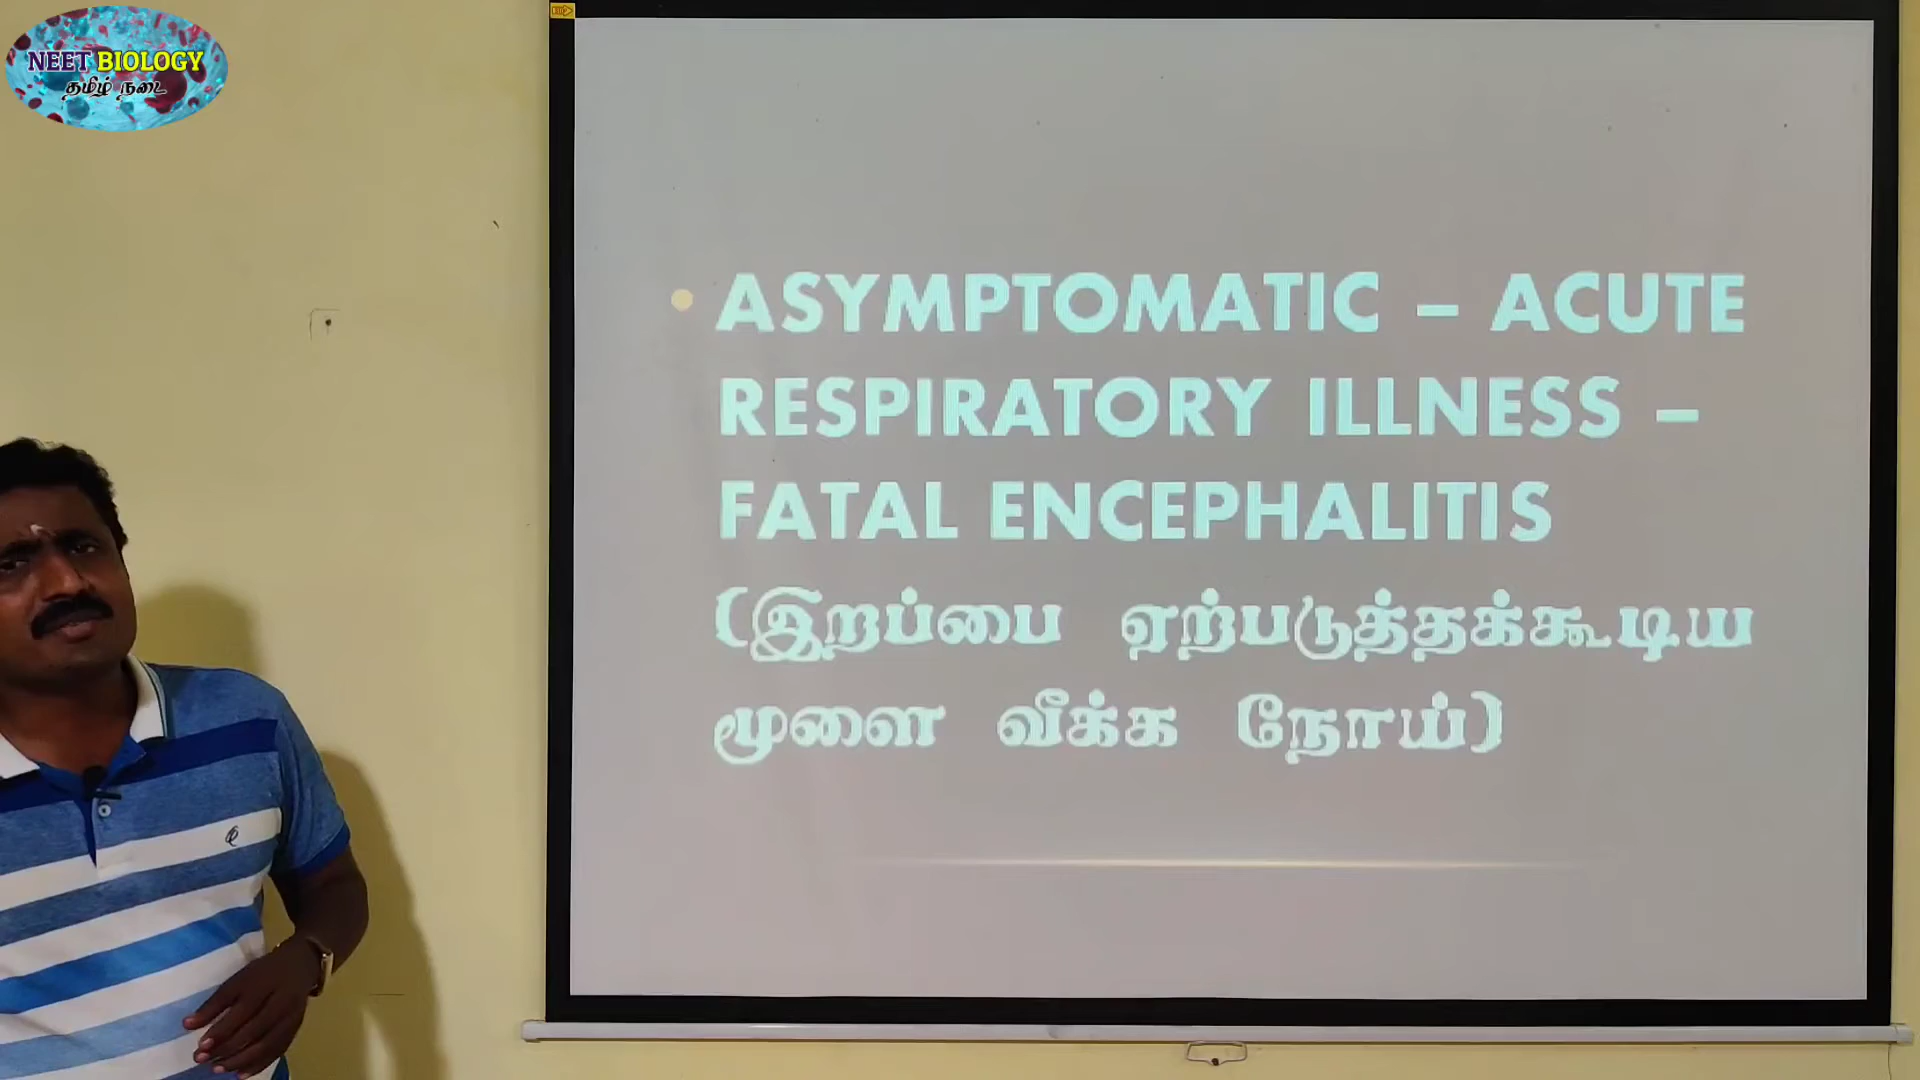 NEET BIOLOGY
தமிழ் நடை
• ASYMPTOMATIC – ACUTE
RESPIRATORY ILLNESS –
FATAL ENCEPHALITIS
(இறப்பை ஏற்படுத்தக்கூடிய
மூளை வீக்க நோய்)